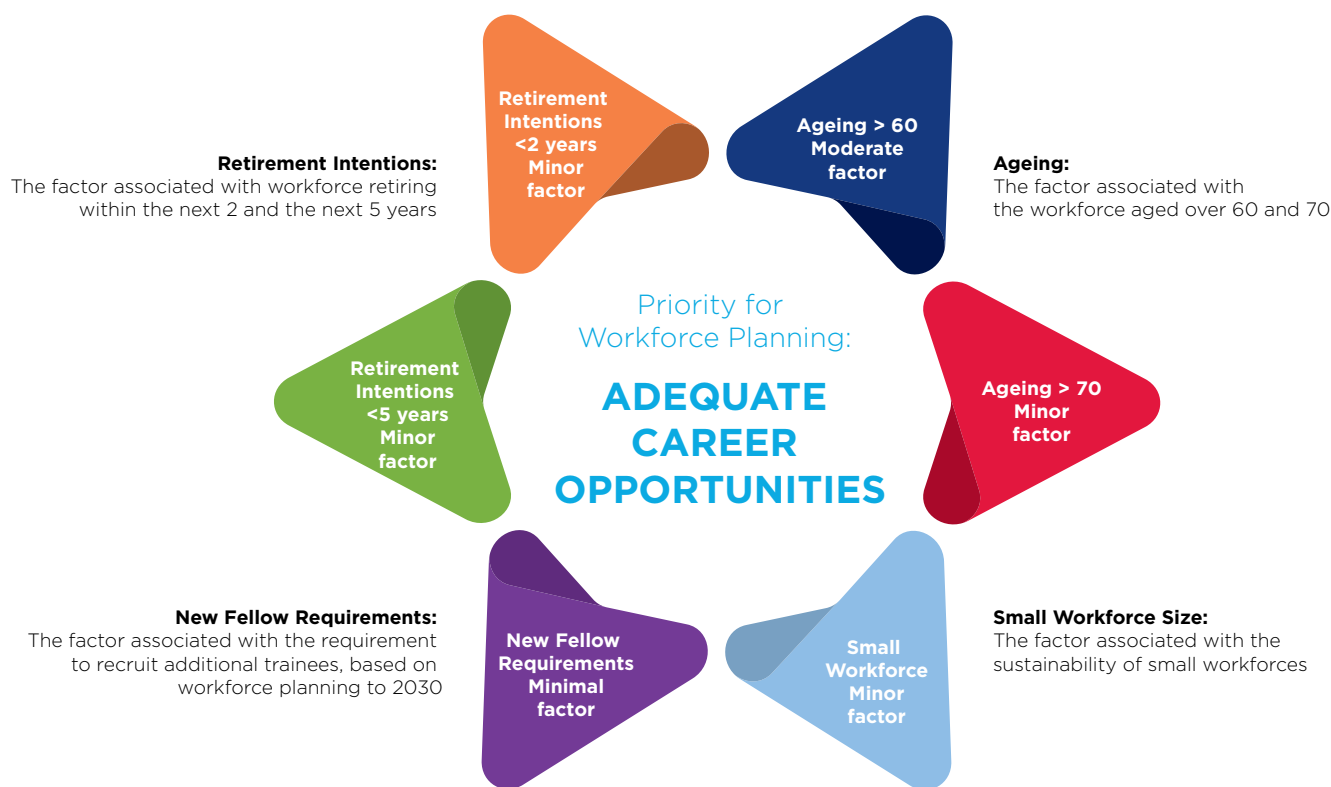 Retirement
Intentions
<2 years
Minor
factor
Ageing > 60
Moderate
factor
Retirement Intentions:
The factor associated with workforce retiring
within the next 2 and the next 5 years
Ageing:
The factor associated with
the workforce aged over 60 and 70
Priority for
Workforce Planning:
ADEQUATE
CAREER
OPPORTUNITIES
Retirement
Intentions
<5 years
Minor
factor
Ageing > 70
Minor
factor
New Fellow Requirements:
The factor associated with the requirement
to recruit additional trainees, based on
workforce planning to 2030
New Fellow
Requirements
Minimal
factor
Small
Workforce
Minor
factor
Small Workforce Size:
The factor associated with the
sustainability of small workforces